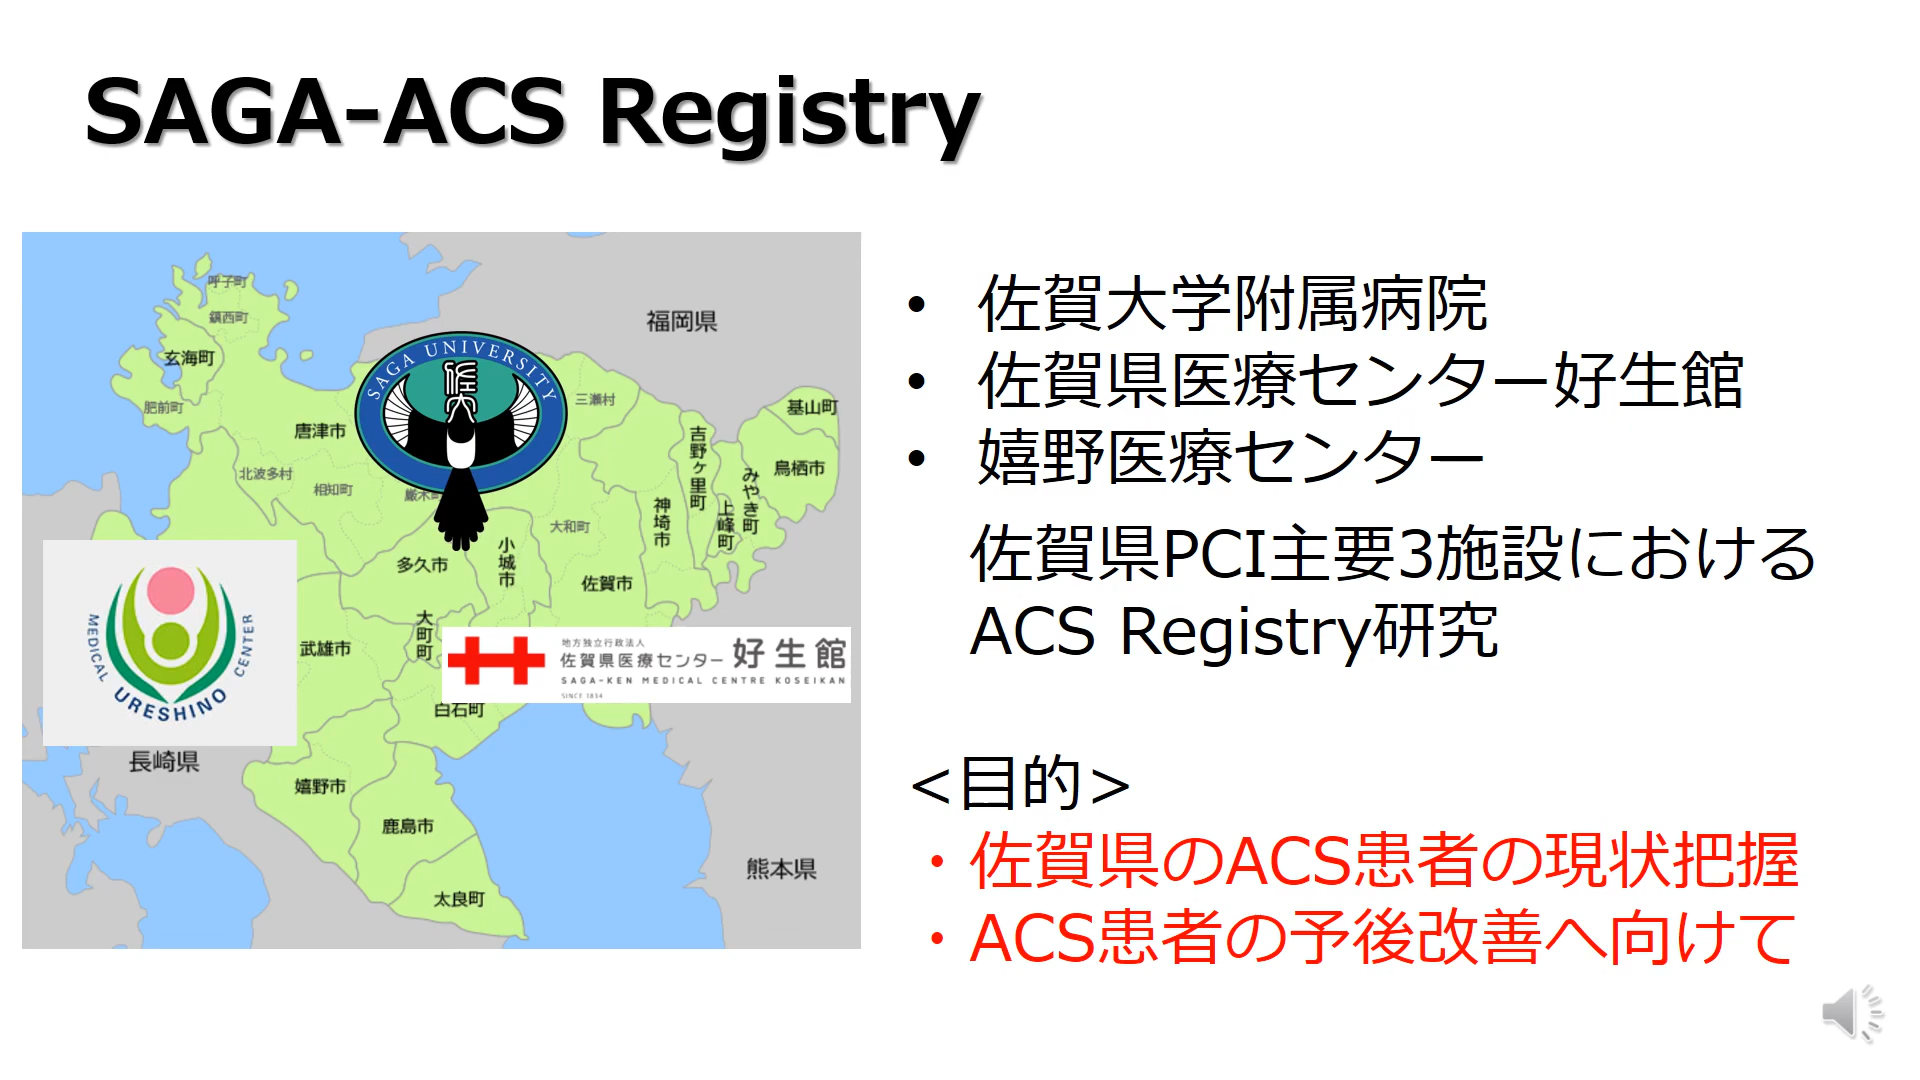 SAGA-ACS Registry
呼子町
鎮西町
福岡県
玄海町
肥前町
唐津市
北波多村
相知町
厳木
SAGA UNIVERSITY
佐大
三瀬村
基山町
鳥栖市
吉野ヶ里町
みやき町
上峰町
神埼市
大和町
小城市
多久市
佐賀市
大町町
武雄市
白石町
MEDICAL URESHINO CENTER
地方独立行政法人
佐賀県医療センター 好生館
SAGA-KEN MEDICAL CENTRE KOSEIKAN
SINCE 1834
長崎県
嬉野市
鹿島市
太良町
熊本県
• 佐賀大学附属病院
• 佐賀県医療センター好生館
• 嬉野医療センター
佐賀県PCI主要3施設における
ACS Registry研究
<目的>
・佐賀県のACS患者の現状把握
・ACS患者の予後改善へ向けて